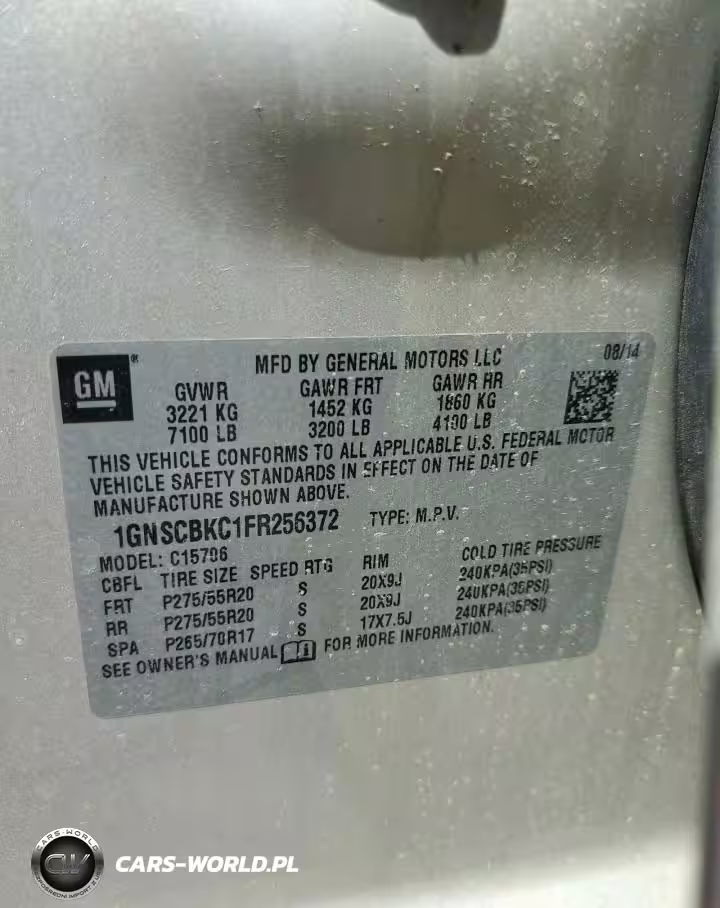 GM ®
MFD BY GENERAL MOTORS LLC 08/14
GVWR GAWR FRT GAWR RR
3221 KG 1452 KG 1860 KG
7100 LB 3200 LB 4100 LB
THIS VEHICLE CONFORMS TO ALL APPLICABLE U.S. FEDERAL MOTOR
VEHICLE SAFETY STANDARDS IN EFFECT ON THE DATE OF
MANUFACTURE SHOWN ABOVE.
1GNSCBKC1FR256372 TYPE: M.P.V.
MODEL: C15706
CBFL TIRE SIZE SPEED RTG RIM COLD TIRE PRESSURE
FRT P275/55R20 S 20X9J 240KPA(35PSI)
RR P275/55R20 S 20X9J 240KPA(35PSI)
SPA P265/70R17 S 17X7.5J 240KPA(35PSI)
SEE OWNER'S MANUAL FOR MORE INFORMATION.
CARS-WORLD
CW
CARS-WORLD.PL